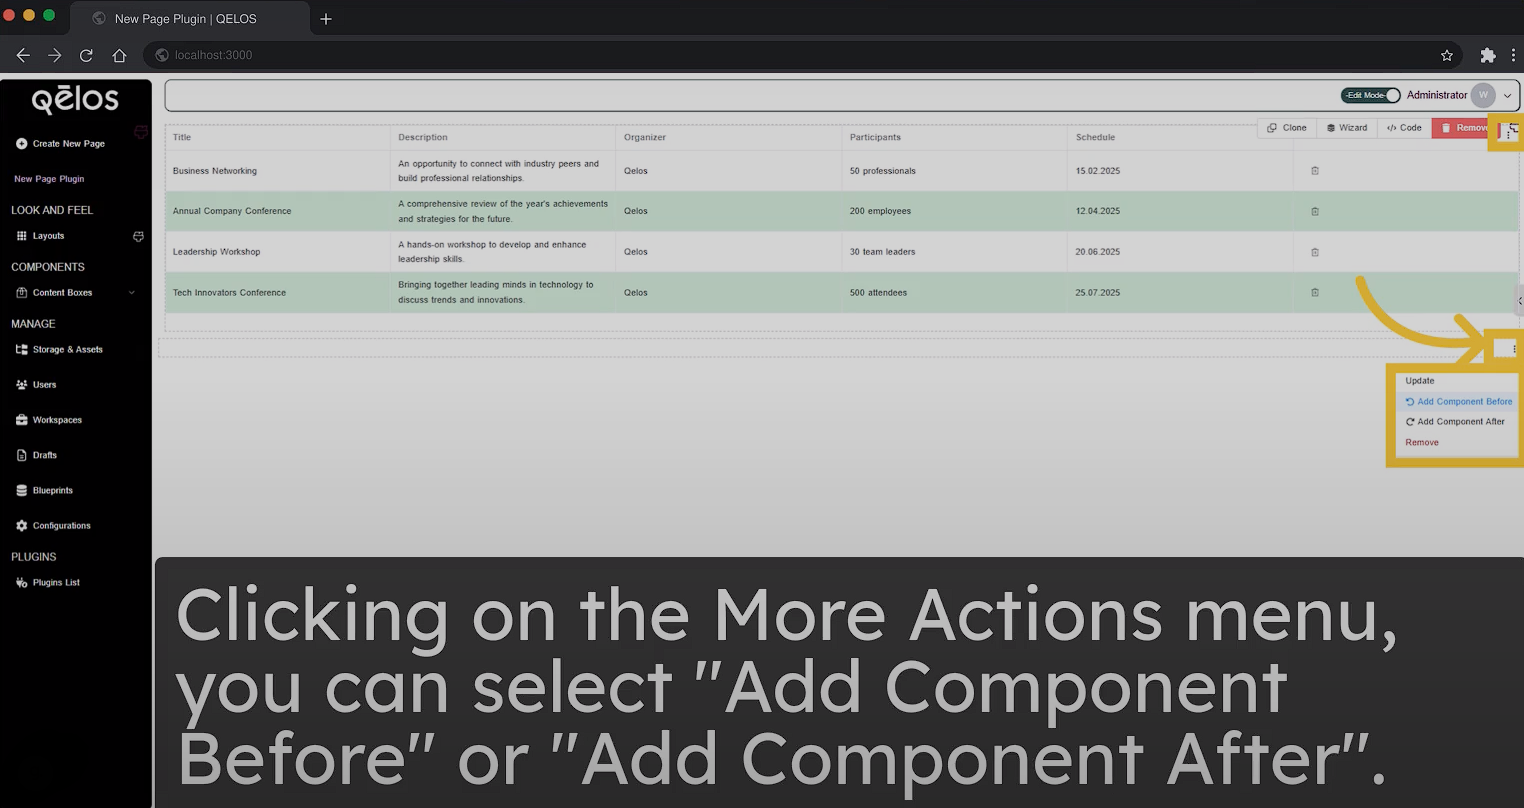 New Page Plugin | QELOS
localhost:3000
qēlos
Edit Mode
Administrator
W
Create New Page
New Page Plugin
LOOK AND FEEL
Layouts
COMPONENTS
Content Boxes
MANAGE
Storage & Assets
Users
Workspaces
Drafts
Blueprints
Configurations
PLUGINS
Plugins List
Clone Wizard </> Code Remove
Title Description Organizer Participants Schedule
Business Networking An opportunity to connect with industry peers and build professional relationships. Qelos 50 professionals 15.02.2025
Annual Company Conference A comprehensive review of the year's achievements and strategies for the future. Qelos 200 employees 12.04.2025
Leadership Workshop A hands-on workshop to develop and enhance leadership skills. Qelos 30 team leaders 20.06.2025
Tech Innovators Conference Bringing together leading minds in technology to discuss trends and innovations. Qelos 500 attendees 25.07.2025
Update
Add Component Before
Add Component After
Remove
Clicking on the More Actions menu,
you can select "Add Component
Before" or "Add Component After".